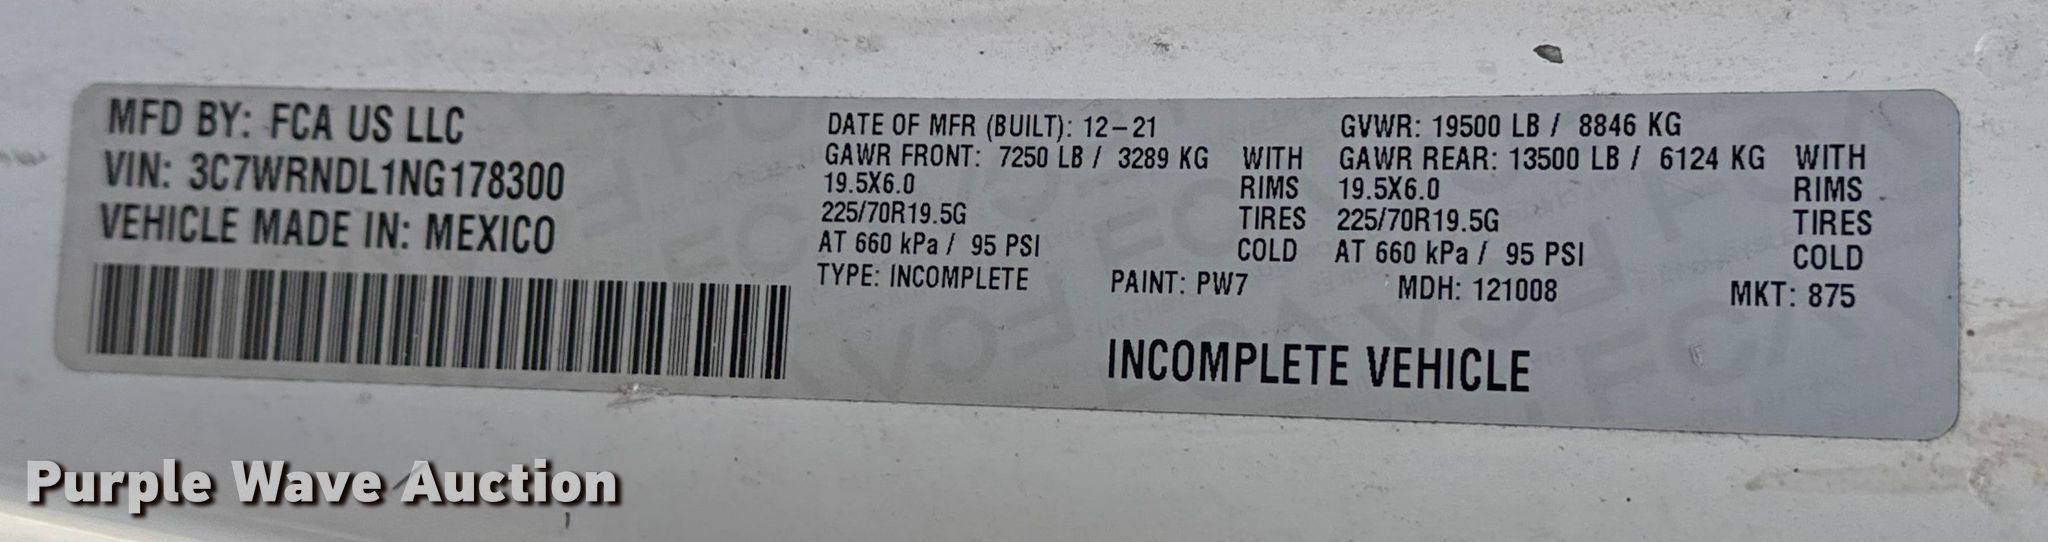 MFD BY: FCA US LLC
VIN: 3C7WRNDL1NG178300
VEHICLE MADE IN: MEXICO
DATE OF MFR (BUILT): 12-21
GAWR FRONT: 7250 LB / 3289 KG WITH
19.5X6.0 RIMS
225/70R19.5G TIRES
AT 660 kPa / 95 PSI COLD
TYPE: INCOMPLETE
GVWR: 19500 LB / 8846 KG
GAWR REAR: 13500 LB / 6124 KG WITH
19.5X6.0 RIMS
225/70R19.5G TIRES
AT 660 kPa / 95 PSI COLD
PAINT: PW7 MDH: 121008 MKT: 875
INCOMPLETE VEHICLE
Purple Wave Auction